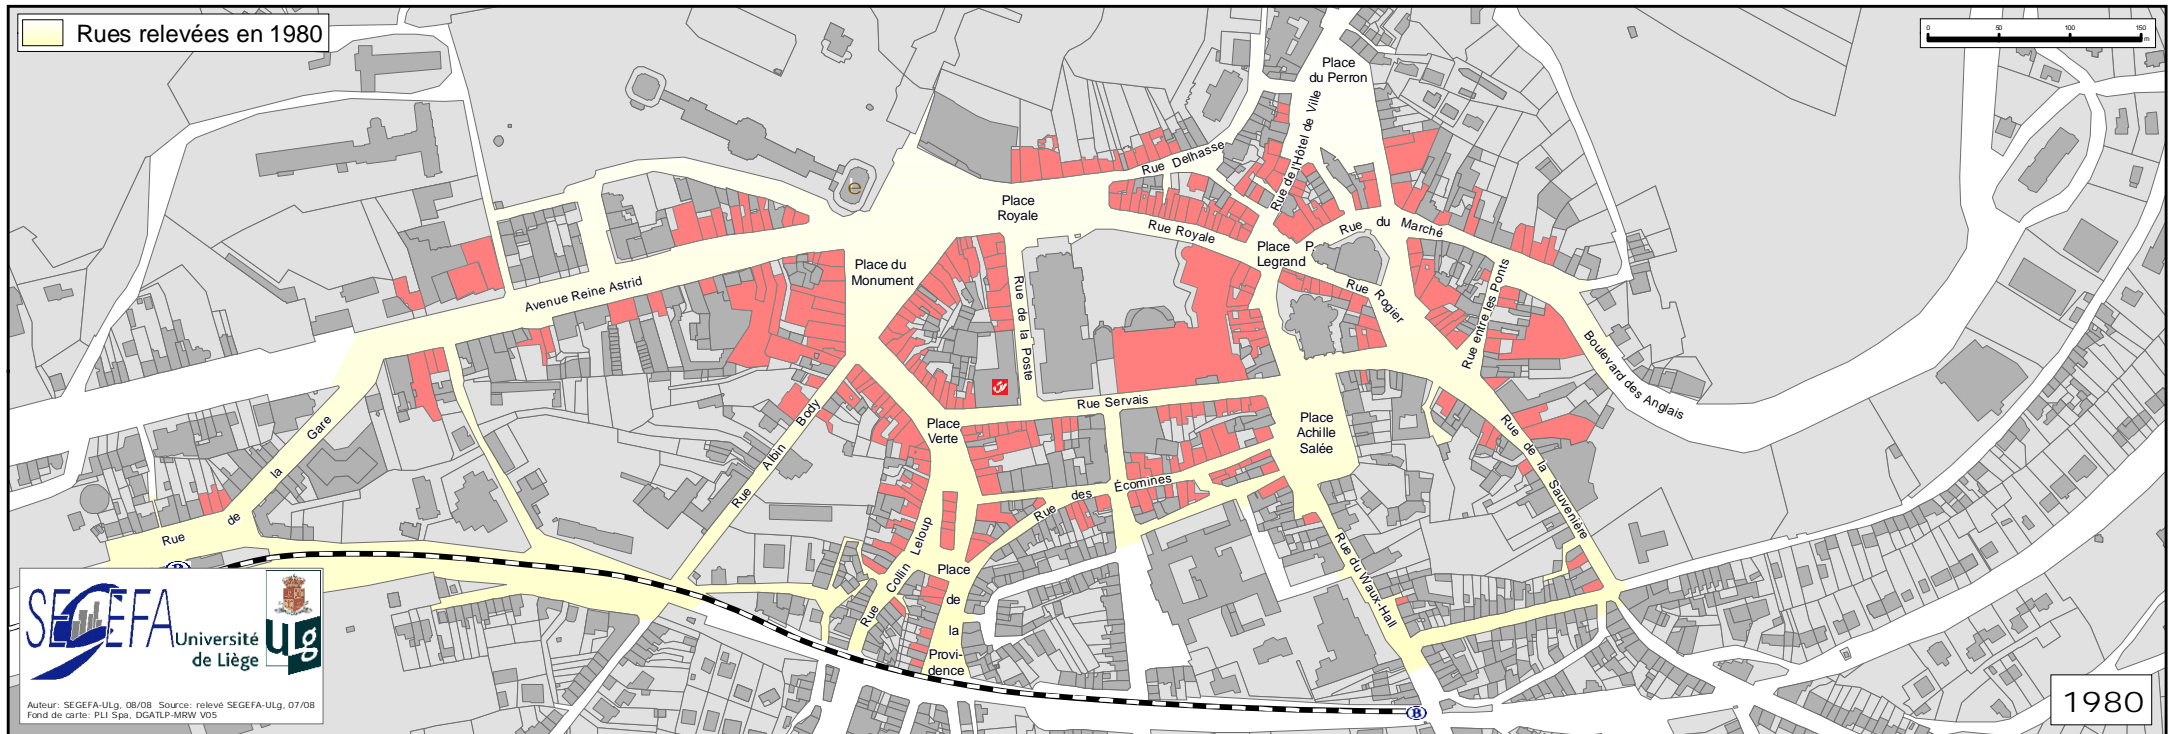 Rues relevées en 1980
0 50 100 150
m
Place
du Perron
Rue de l'Hôtel de Ville
Rue Delhasse
e
Place
Royale
Rue Royale
Place P.
Legrand
Rue du Marché
Place du
Monument
Avenue Reine Astrid
Rue de la Poste
Rue Rogier
Rue entre les Ponts
Boulevard des Anglais
Rue Servais
Place
Verte
Place
Achille
Salée
Rue Albin Body
Rue de la Gare
Rue des Écomines
Rue de la Sauvenière
Rue Collin Leloup
Place
de
la
Provi-
dence
Rue du Waux-Hall
B
B
SEGEFA
Université
de Liège
ulg
Auteur: SEGEFA-ULg, 08/08 Source: relevé SEGEFA-ULg, 07/08
Fond de carte: PLI Spa, DGATLP-MRW V05
1980